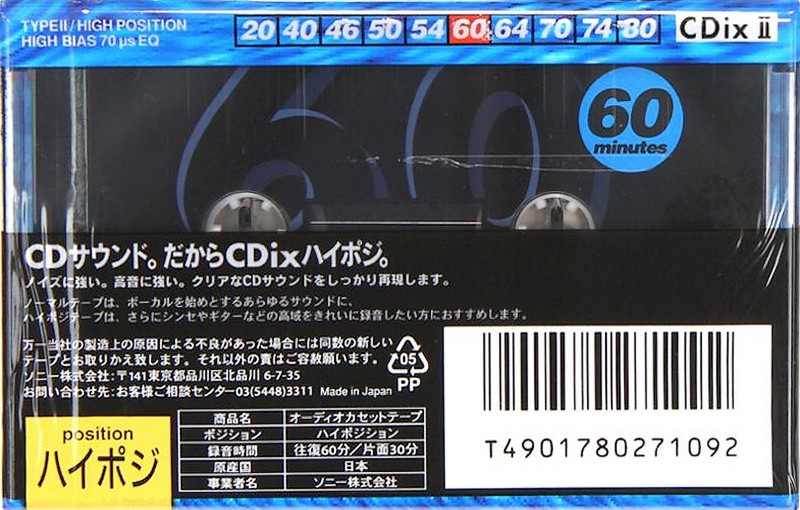 TYPEII/HIGH POSITION
HIGH BIAS 70 μs EQ
20 40 46 50 54 60 64 70 74 80
CDix II
60
60
minutes
CDサウンド。だからCDixハイポジ。
ノイズに強い。高音に強い。クリアなCDサウンドをしっかり再現します。
ノーマルテープは、ボーカルを始めとするあらゆるサウンドに、
ハイポジテープは、さらにシンセやギターなどの高域をきれいに録音したい方におすすめします。
万一当社の製造上の原因による不良があった場合には同数の新しい
テープとお取りかえ致します。それ以外の責はご容赦願います。
ソニー株式会社:〒141東京都品川区北品川 6-7-35
お問い合わせ先:お客様ご相談センター03(5448)3311 Made in Japan
05
PP
position
ハイポジ
商品名 オーディオカセットテープ
ポジション ハイポジション
録音時間 往復60分/片面30分
原産国 日本
事業者名 ソニー株式会社
T4901780271092